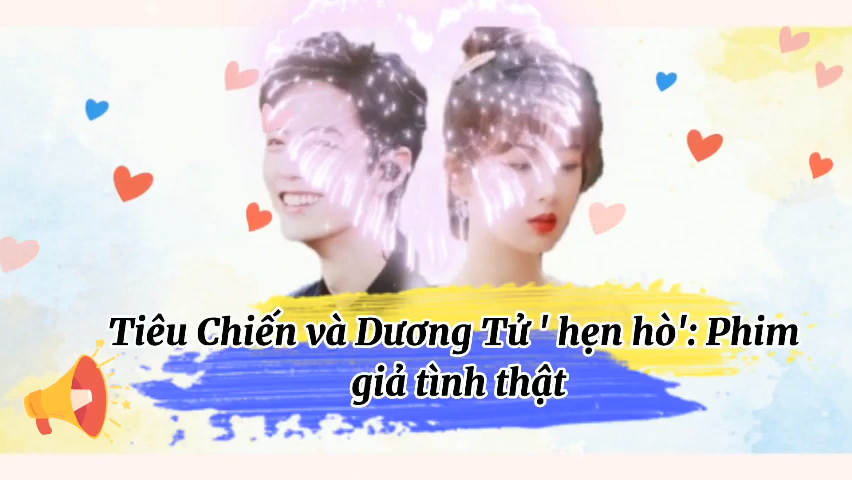 Tiêu Chiến và Dương Tử ' hẹn hò': Phim
giả tình thật